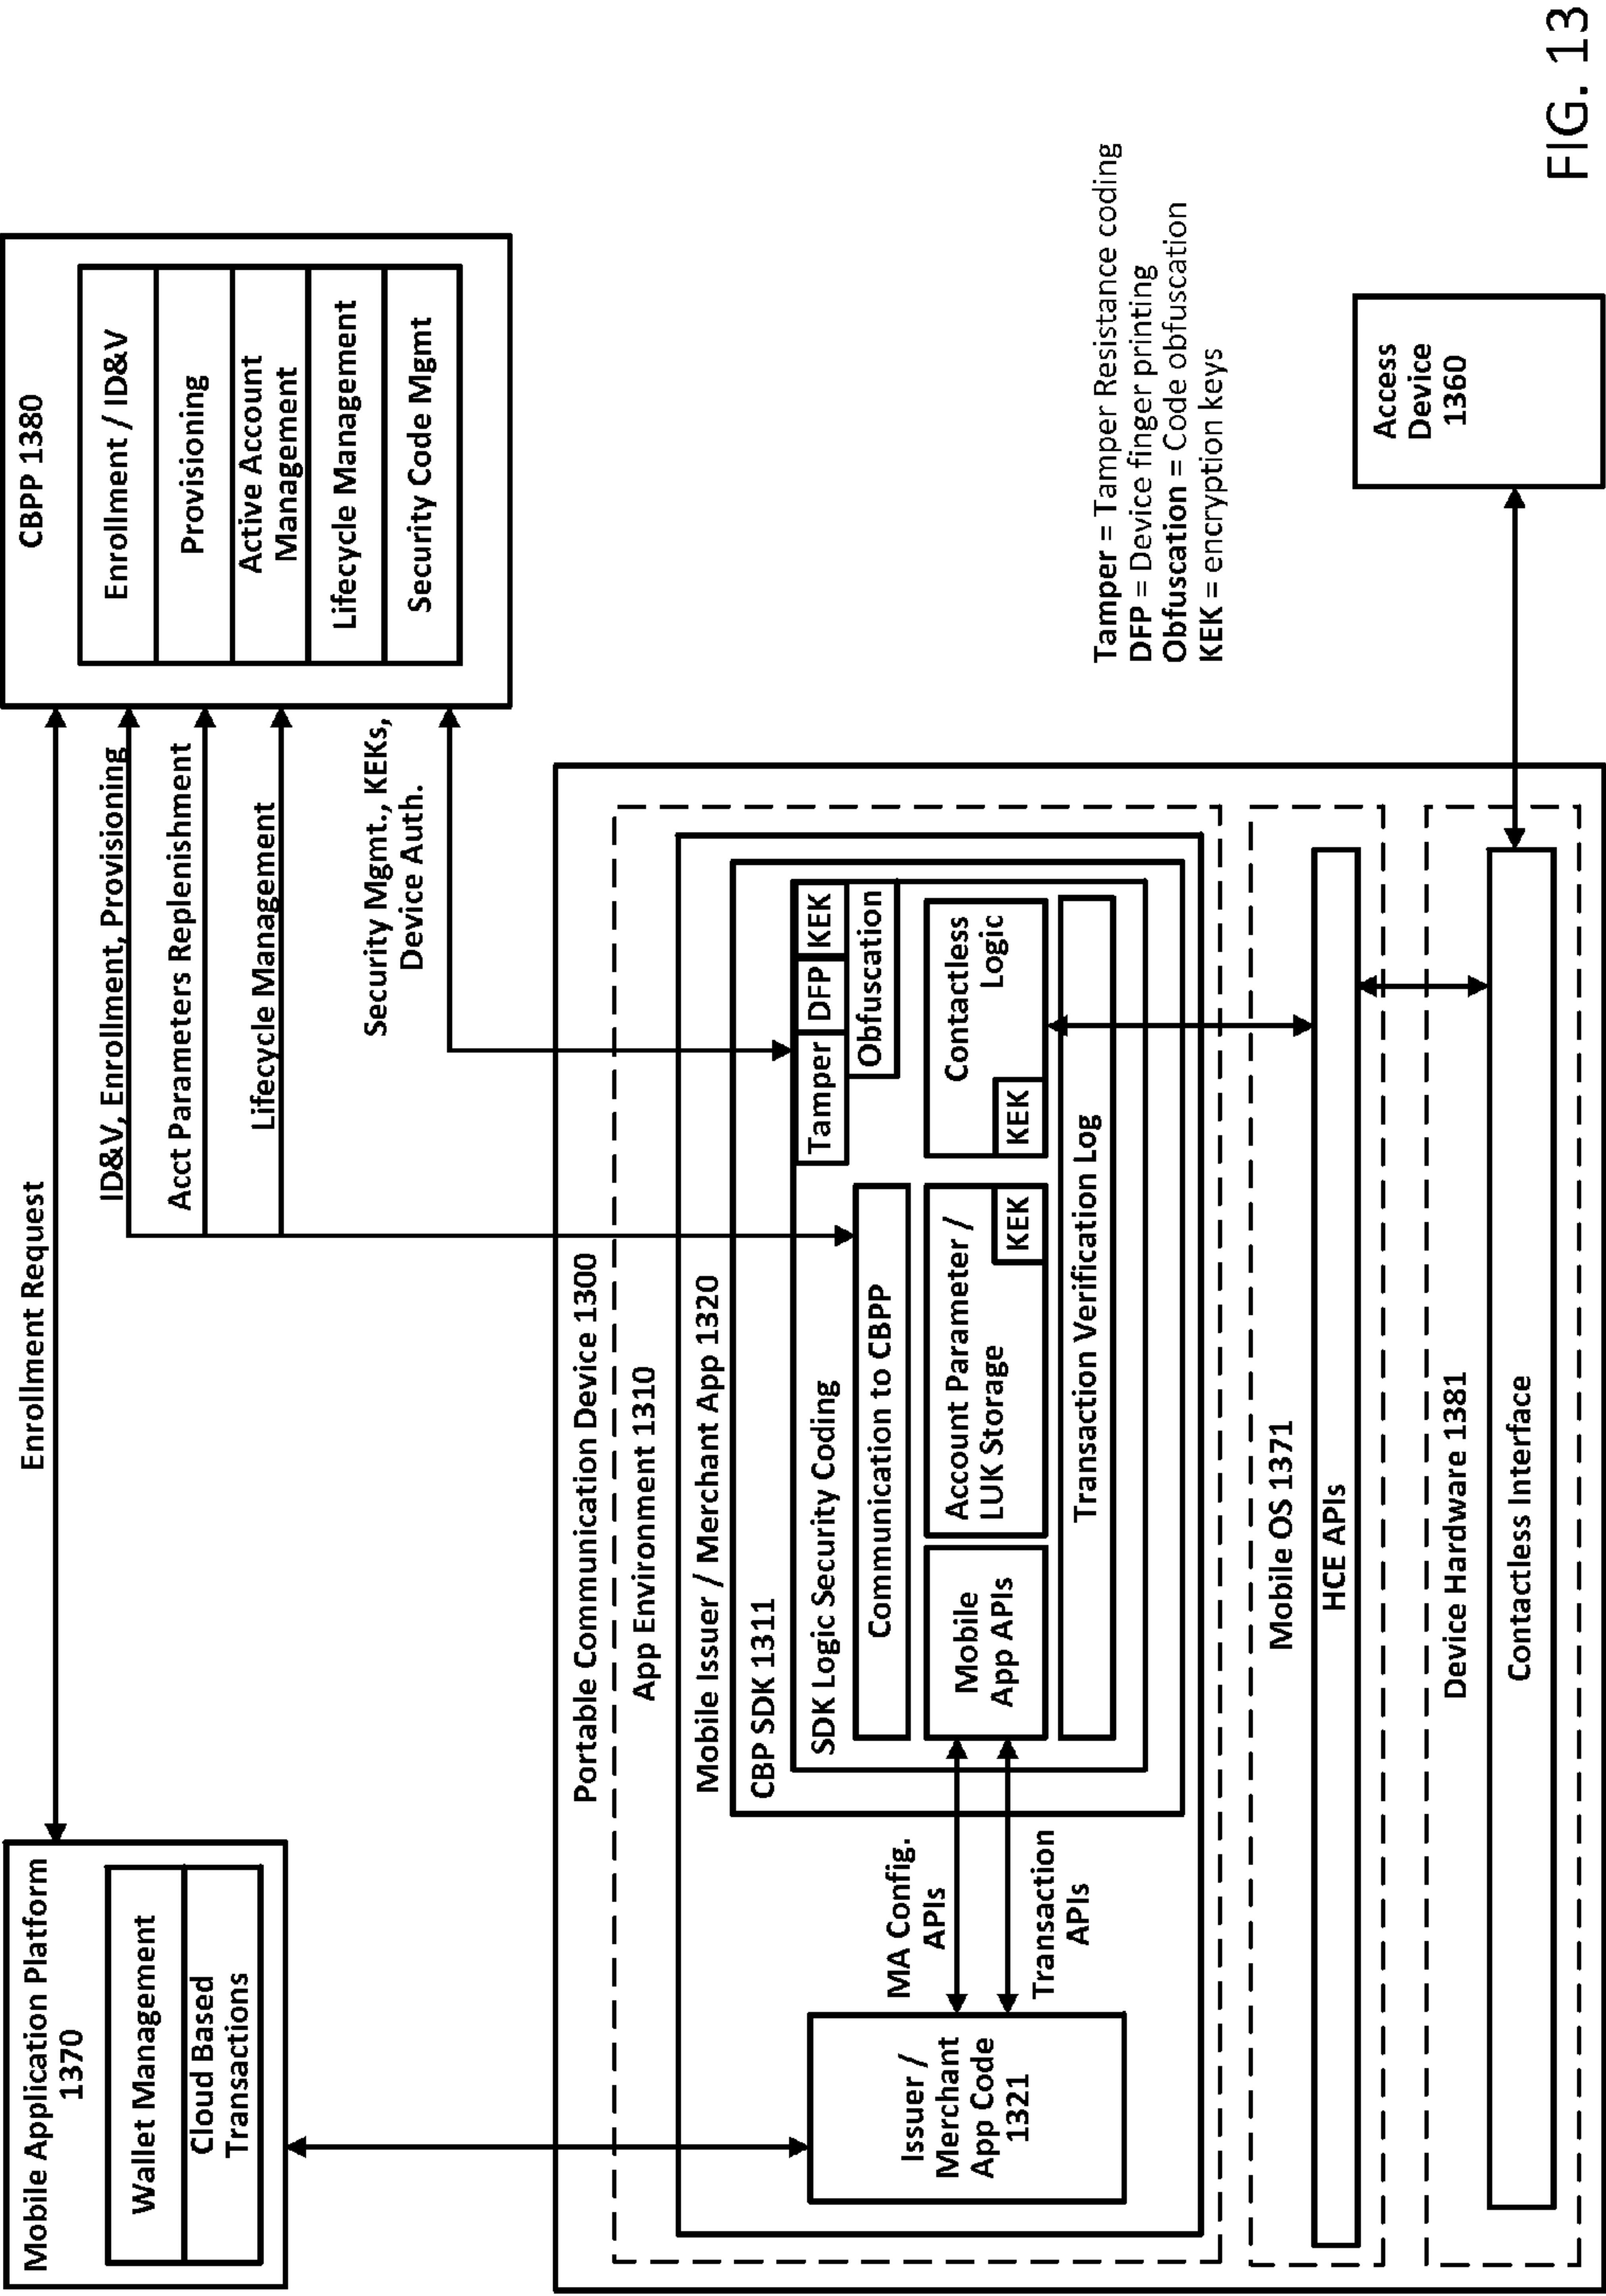 Mobile Application Platform
1370
Wallet Management
Cloud Based
Transactions
Enrollment Request
CBPP 1380
Enrollment / ID&V
Provisioning
Active Account
Management
Lifecycle Management
Security Code Mgmt
ID&V, Enrollment, Provisioning
Acct Parameters Replenishment
Lifecycle Management
Security Mgmt., KEKs,
Device Auth.
Portable Communication Device 1300
App Environment 1310
Mobile Issuer / Merchant App 1320
CBP SDK 1311
SDK Logic Security Coding
Tamper
DFP
KEK
Obfuscation
Communication to CBPP
Issuer /
Merchant
App Code
1321
MA Config.
APIs
Transaction
APIs
Mobile
App APIs
Account Parameter /
LUK Storage
KEK
Contactless
Logic
KEK
Transaction Verification Log
Mobile OS 1371
HCE APIs
Device Hardware 1381
Contactless Interface
Tamper = Tamper Resistance coding
DFP = Device finger printing
Obfuscation = Code obfuscation
KEK = encryption keys
Access
Device
1360
FIG. 13